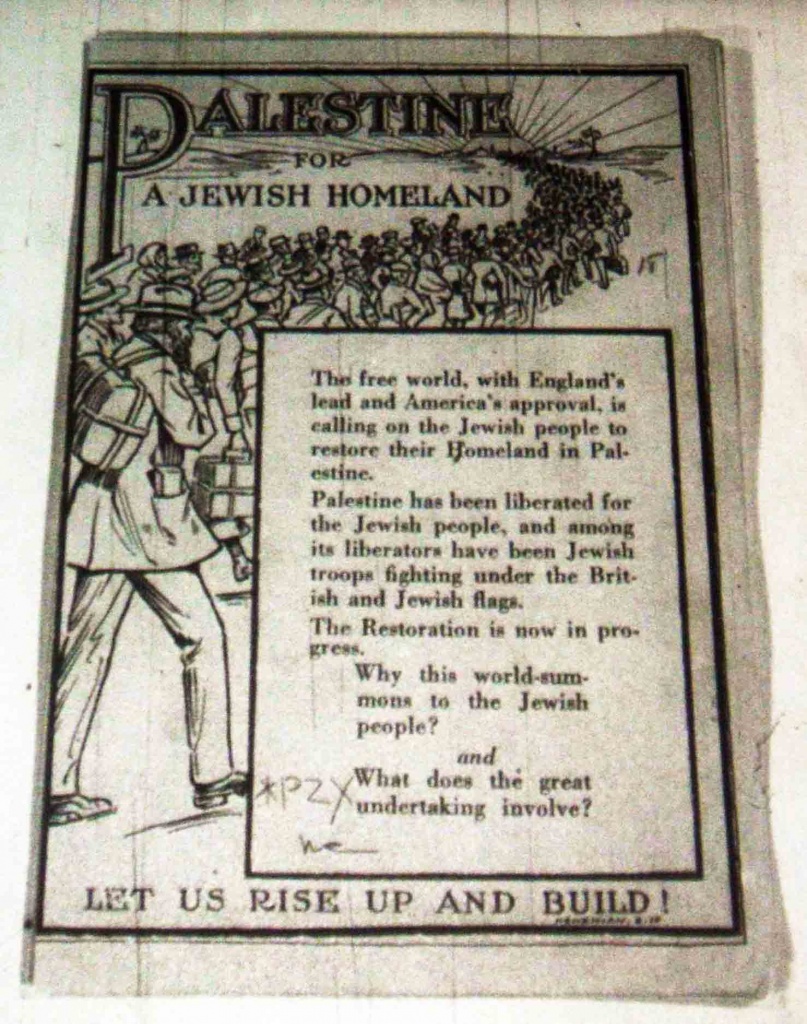 PALESTINE
FOR
A JEWISH HOMELAND
15
The free world, with England's
lead and America's approval, is
calling on the Jewish people to
restore their Homeland in Pal-
estine.
Palestine has been liberated for
the Jewish people, and among
its liberators have been Jewish
troops fighting under the Brit-
ish and Jewish flags.
The Restoration is now in pro-
gress.
Why this world-sum-
mons to the Jewish
people?
and
What does the great
undertaking involve?
*PZY
LET US RISE UP AND BUILD!